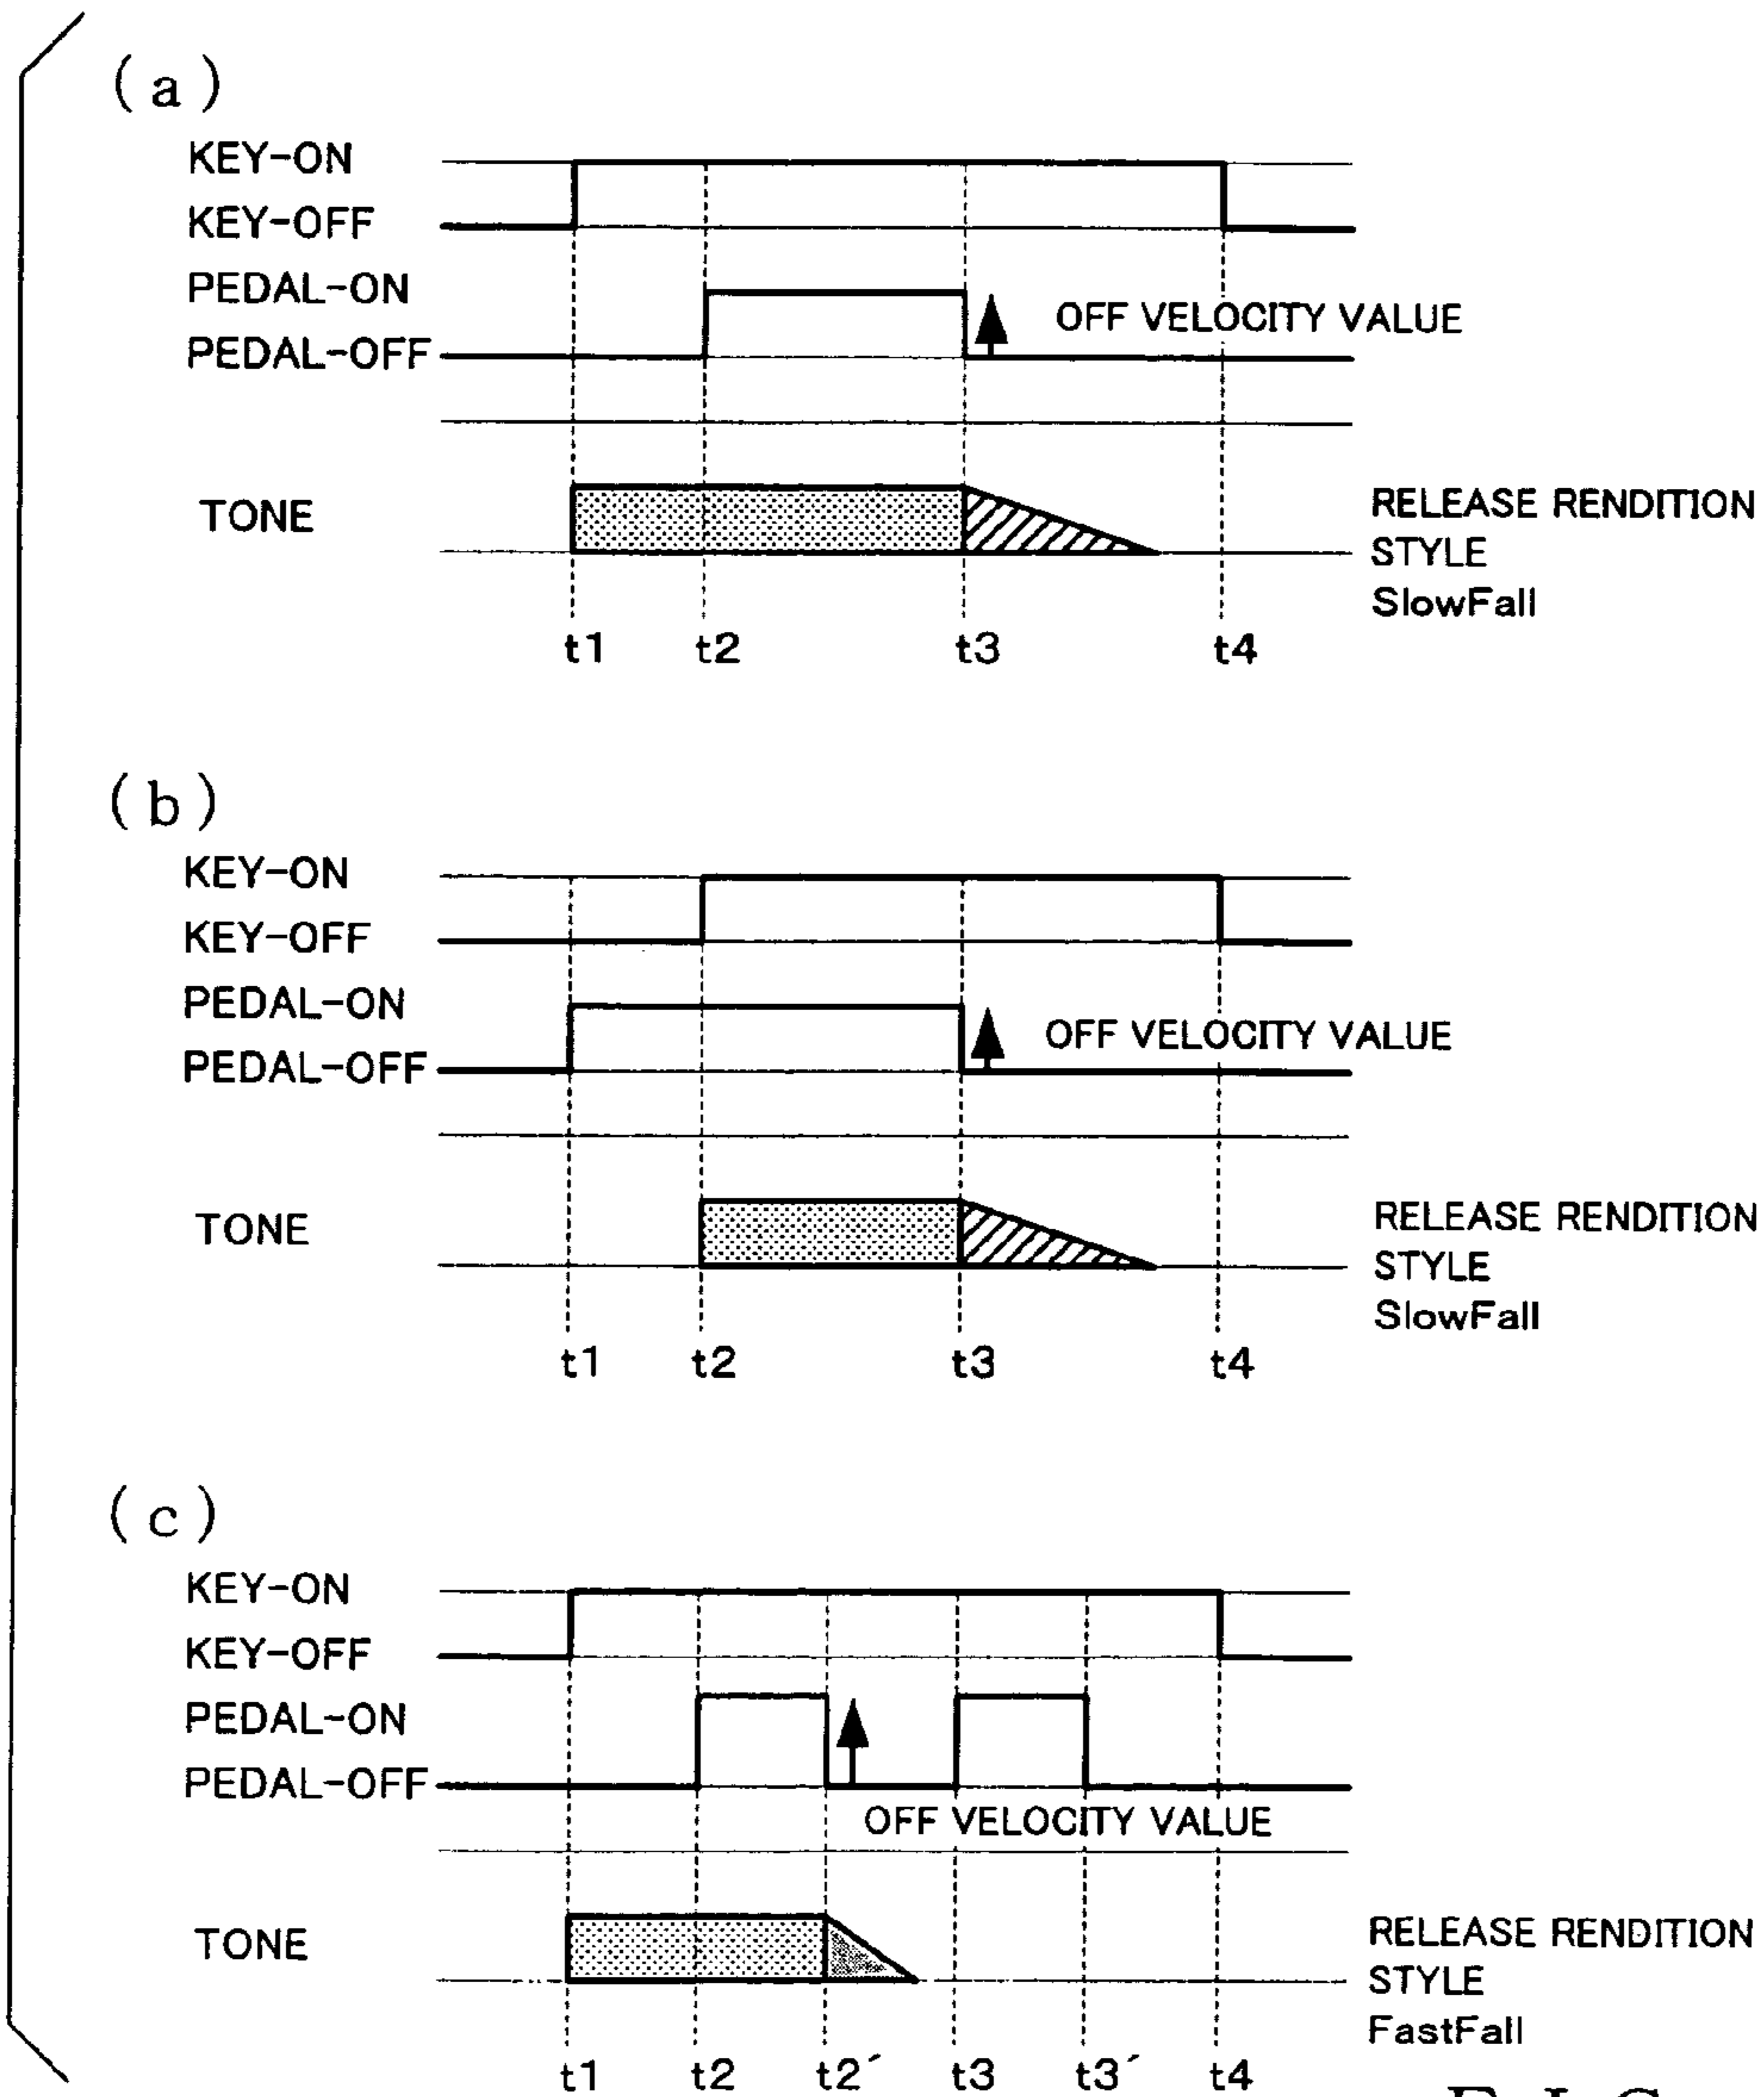 (a)
KEY-ON
KEY-OFF
PEDAL-ON
OFF VELOCITY VALUE
PEDAL-OFF
TONE
RELEASE RENDITION
STYLE
SlowFall
t1 t2 t3 t4
(b)
KEY-ON
KEY-OFF
PEDAL-ON
OFF VELOCITY VALUE
PEDAL-OFF
TONE
RELEASE RENDITION
STYLE
SlowFall
t1 t2 t3 t4
(c)
KEY-ON
KEY-OFF
PEDAL-ON
PEDAL-OFF
OFF VELOCITY VALUE
TONE
RELEASE RENDITION
STYLE
FastFall
t1 t2 t2´ t3 t3´ t4